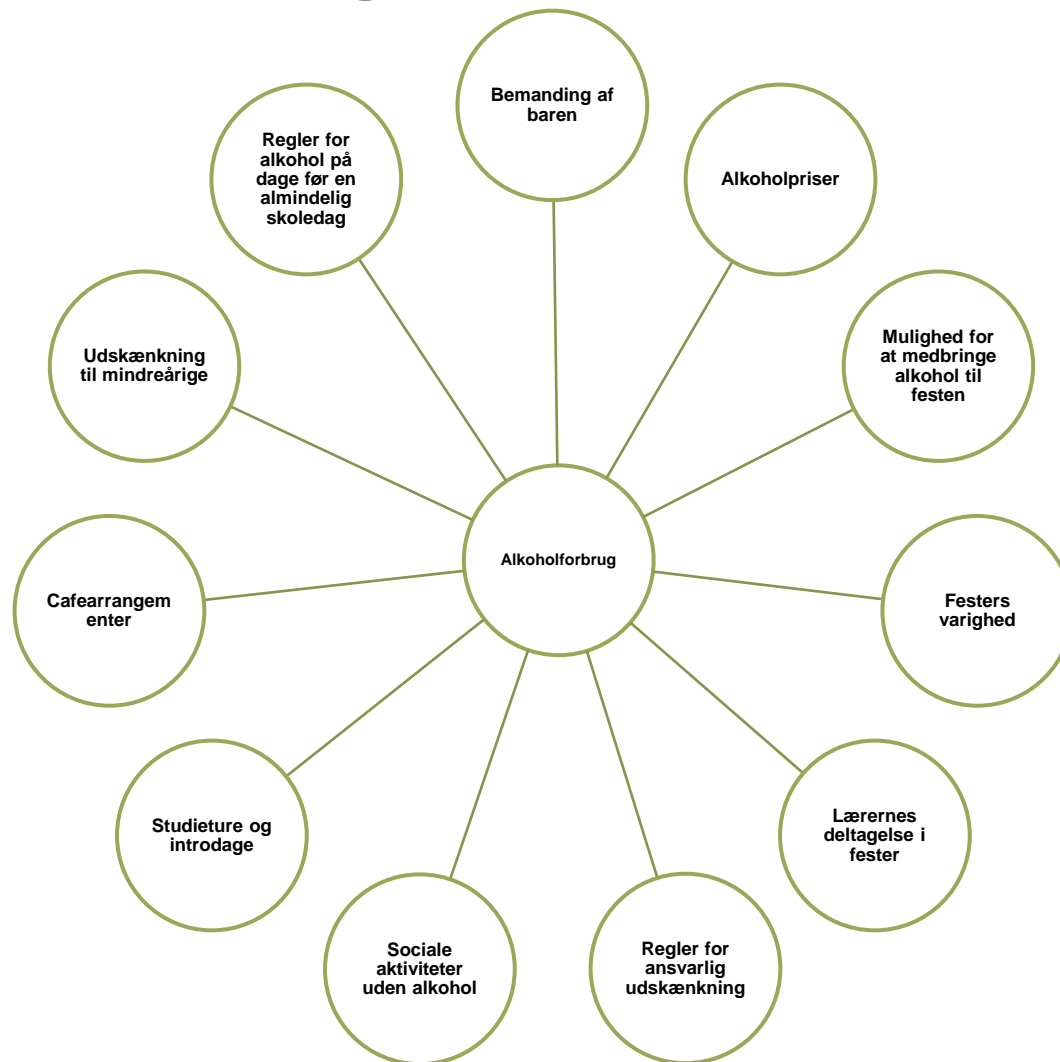 Bemanding af
baren
Alkoholpriser
Mulighed for
at medbringe
alkohol til
festen
Festers
varighed
Lærernes
deltagelse i
fester
Regler for
ansvarlig
udskænkning
Sociale
aktiviteter
uden alkohol
Studieture og
introdage
Cafearrangem
enter
Udskænkning
til mindreårige
Regler for
alkohol på
dage før en
almindelig
skoledag
Alkoholforbrug